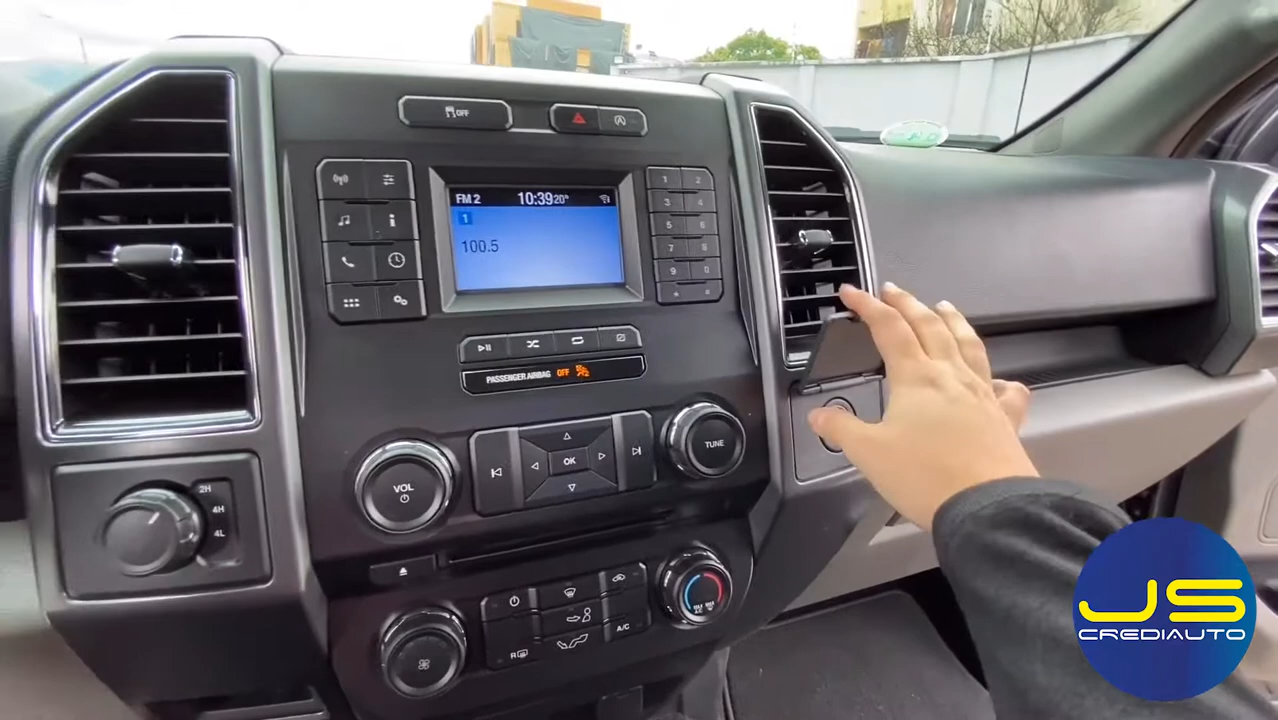 OFF
FM 2 10:39 20°
1
100.5
1 2
3 4
5 6
7 8
9 0
* #
PASSENGER AIRBAG OFF
VOL
OK
TUNE
2H
4H
4L
MAX A/C
A/C
R
JS
CREDIAUTO